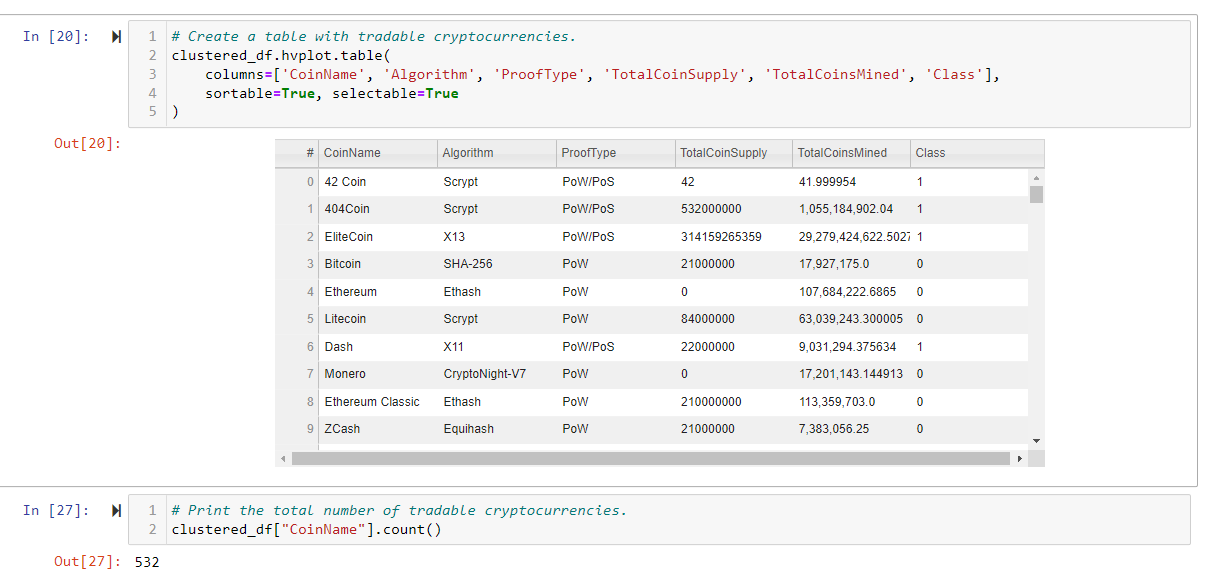 In [20]:
1 # Create a table with tradable cryptocurrencies.
2 clustered_df.hvplot.table(
3 columns=['CoinName', 'Algorithm', 'ProofType', 'TotalCoinSupply', 'TotalCoinsMined', 'Class'],
4 sortable=True, selectable=True
5 )
Out[20]:
# CoinName Algorithm ProofType TotalCoinSupply TotalCoinsMined Class
0 42 Coin Scrypt PoW/PoS 42 41.999954 1
1 404Coin Scrypt PoW/PoS 532000000 1,055,184,902.04 1
2 EliteCoin X13 PoW/PoS 314159265359 29,279,424,622.5027 1
3 Bitcoin SHA-256 PoW 21000000 17,927,175.0 0
4 Ethereum Ethash PoW 0 107,684,222.6865 0
5 Litecoin Scrypt PoW 84000000 63,039,243.300005 0
6 Dash X11 PoW/PoS 22000000 9,031,294.375634 1
7 Monero CryptoNight-V7 PoW 0 17,201,143.144913 0
8 Ethereum Classic Ethash PoW 210000000 113,359,703.0 0
9 ZCash Equihash PoW 21000000 7,383,056.25 0
In [27]:
1 # Print the total number of tradable cryptocurrencies.
2 clustered_df["CoinName"].count()
Out[27]: 532